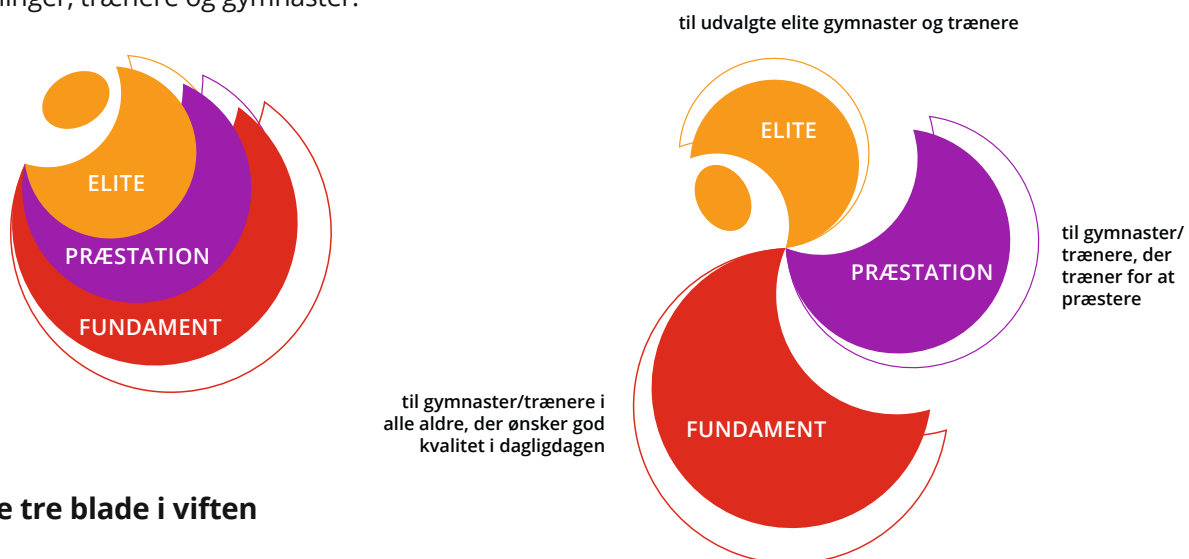 trænere og gymnaster.
til udvalgte elite gymnaster og trænere
ELITE
PRÆSTATION
FUNDAMENT
ELITE
PRÆSTATION
til gymnaster/
trænere, der
træner for at
præstere
til gymnaster/trænere i
alle aldre, der ønsker god
kvalitet i dagligdagen
FUNDAMENT
tre blade i viften